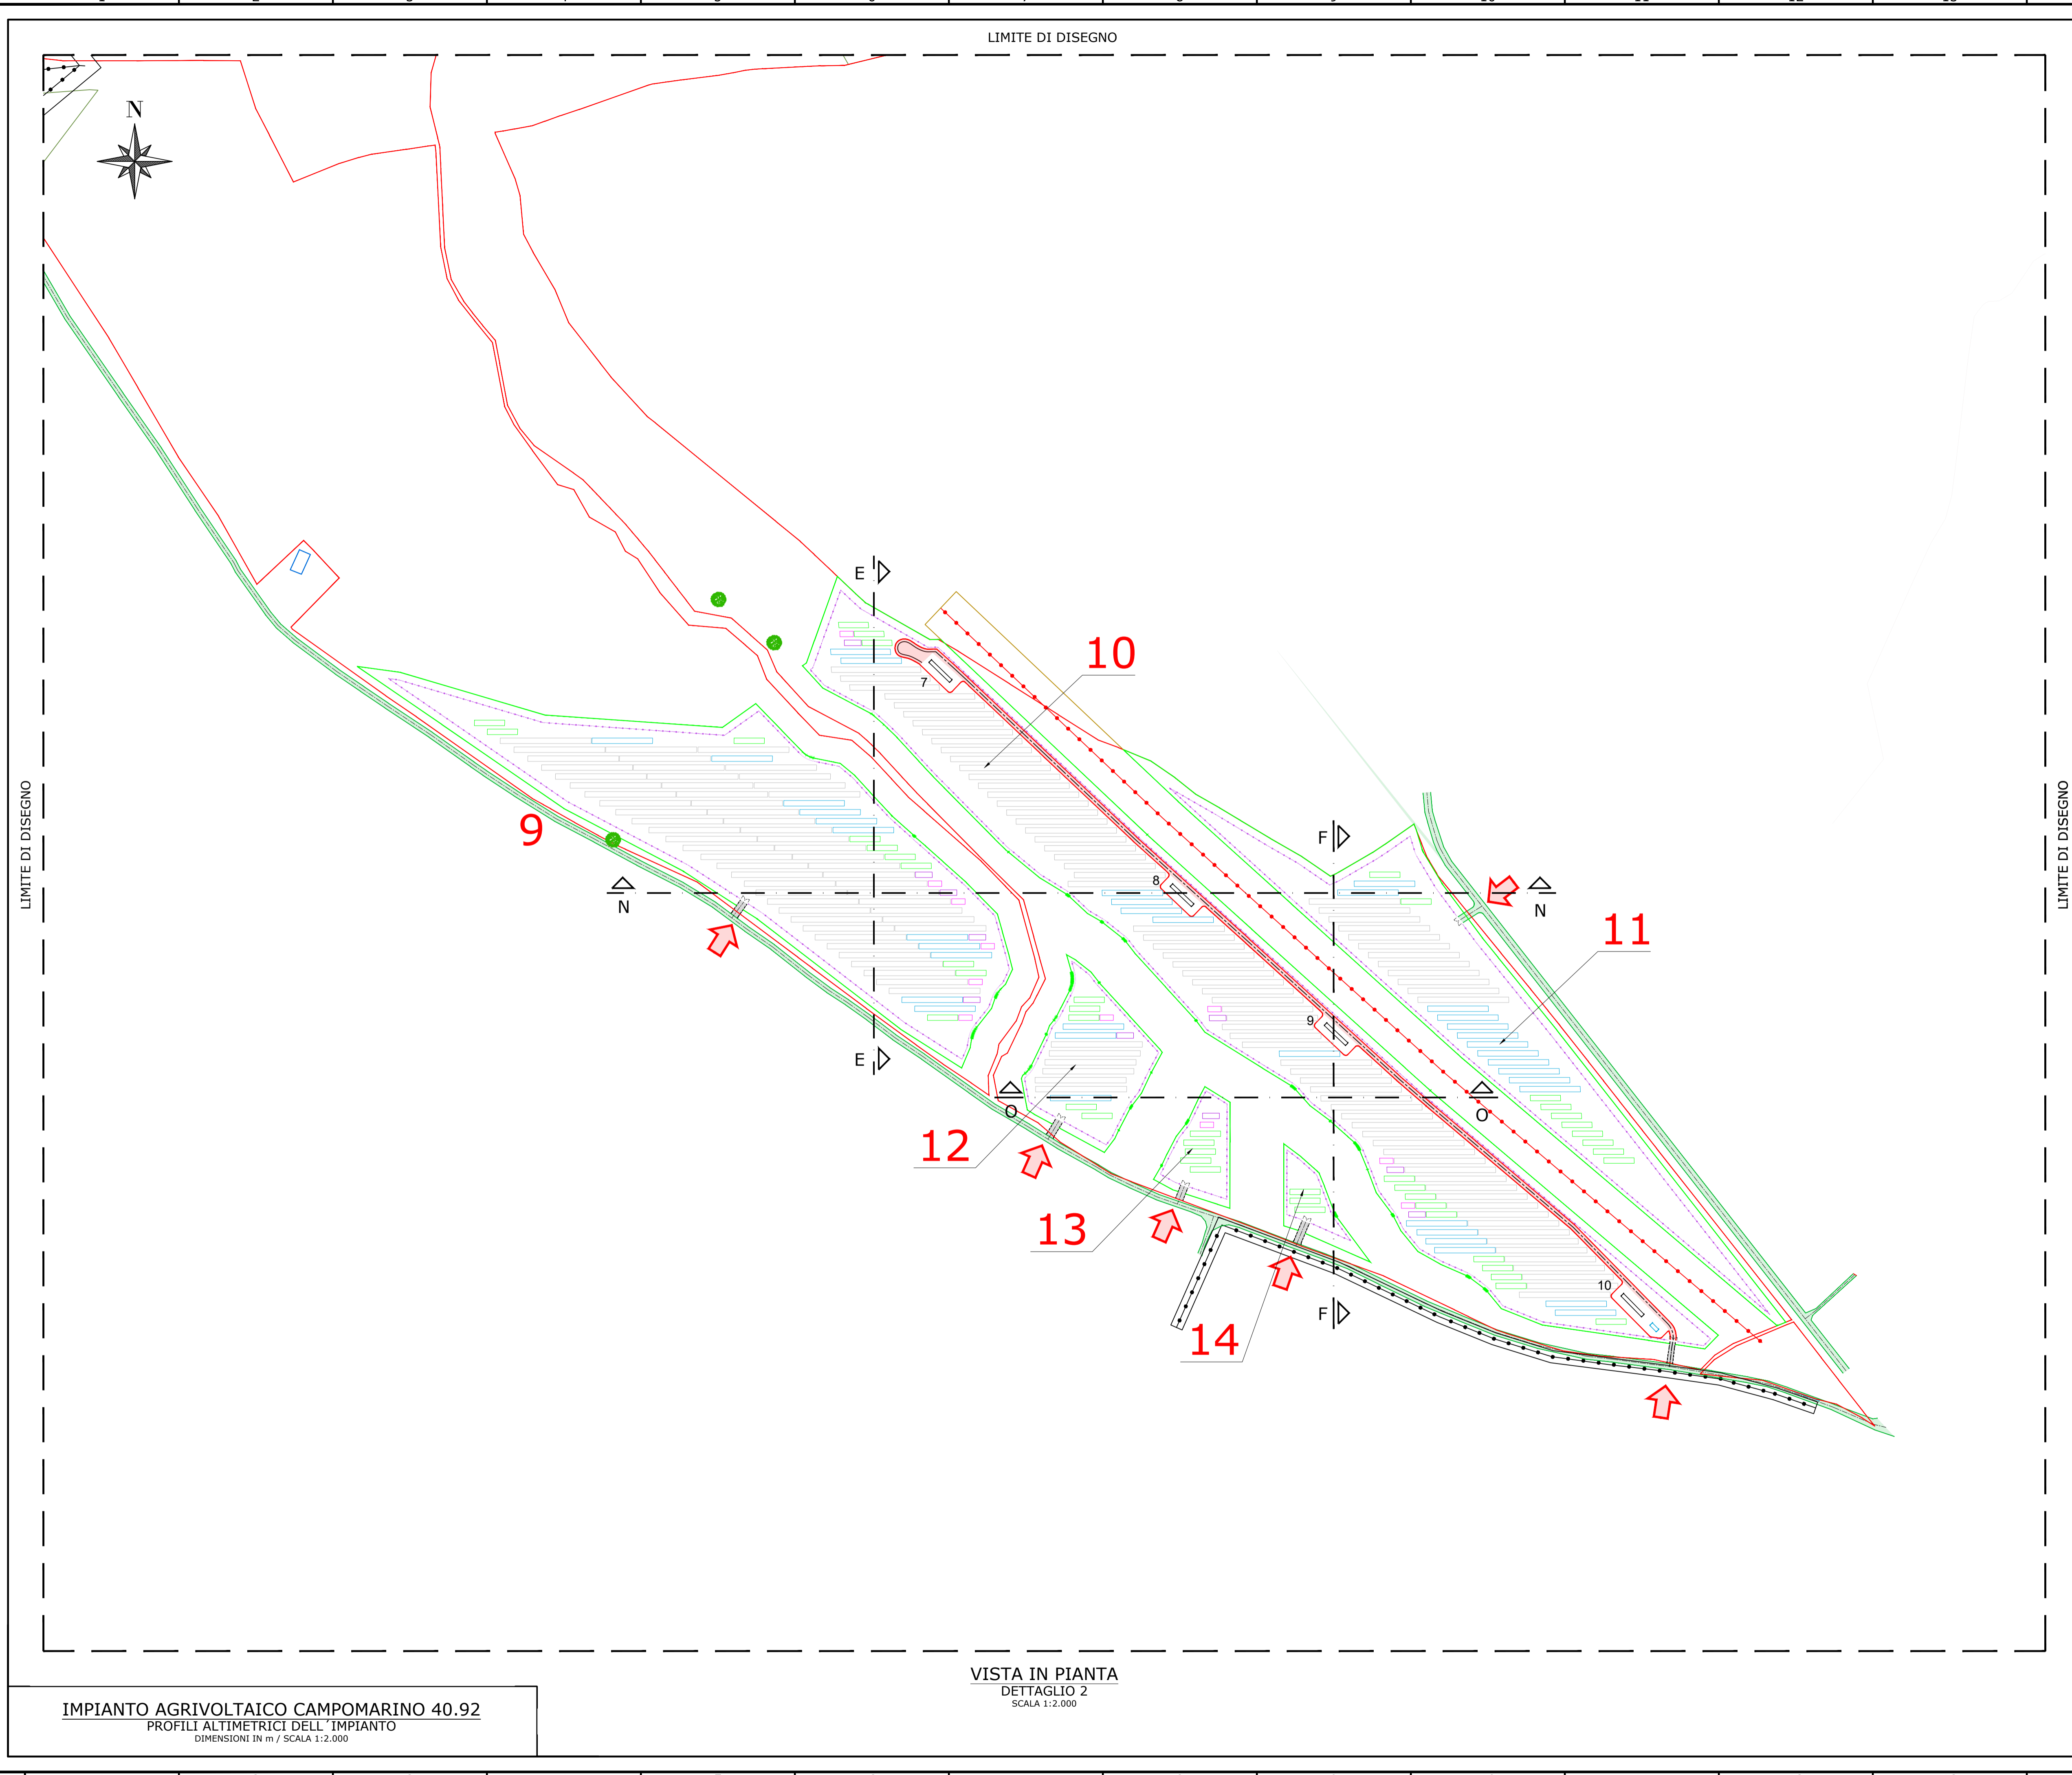 LIMITE DI DISEGNO
N
E
10
7
LIMITE DI DISEGNO
LIMITE DI DISEGNO
9
F
8
N
N
11
9
E
O
O
12
13
10
14
F
VISTA IN PIANTA
DETTAGLIO 2
SCALA 1:2.000
IMPIANTO AGRIVOLTAICO CAMPOMARINO 40.92
PROFILI ALTIMETRICI DELL´IMPIANTO
DIMENSIONI IN m / SCALA 1:2.000